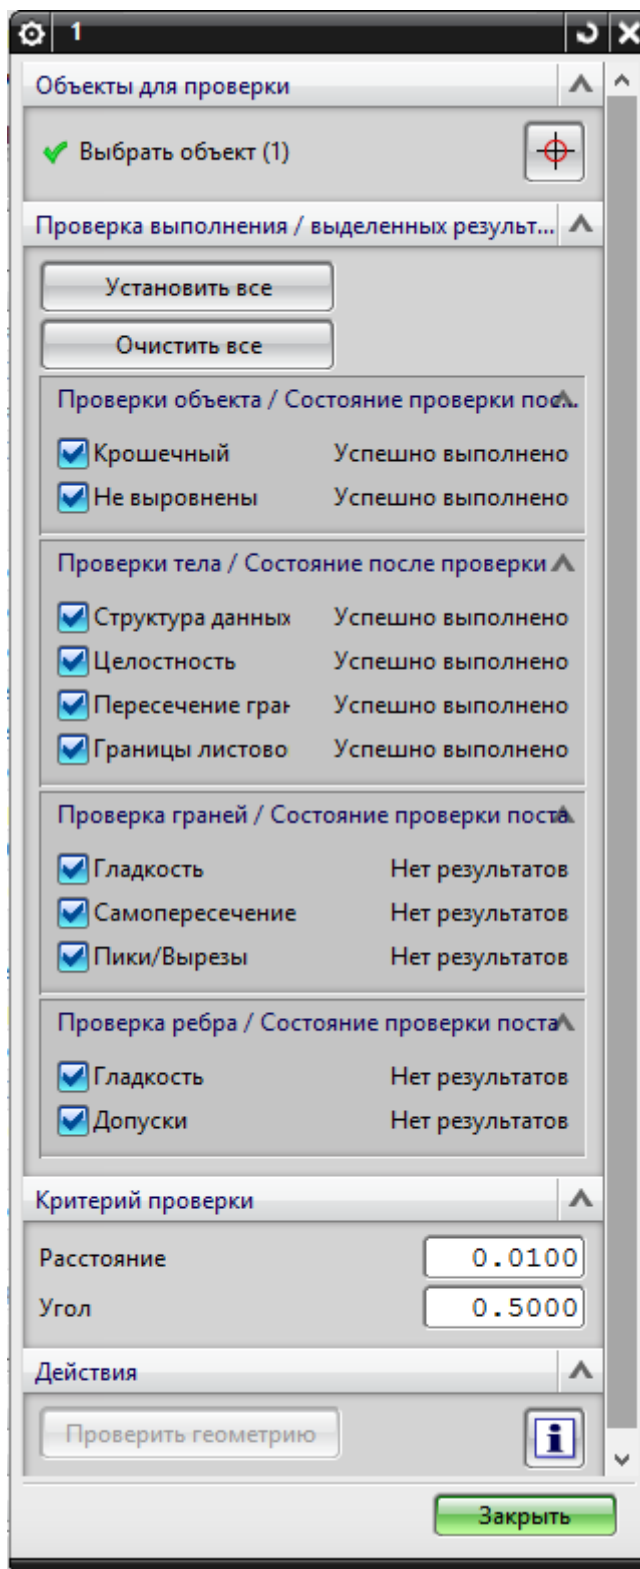 1
Объекты для проверки
Выбрать объект (1)
Проверка выполнения / выделенных результ...
Установить все
Очистить все
Проверки объекта / Состояние проверки пос...
Крошечный Успешно выполнено
Не выровнены Успешно выполнено
Проверки тела / Состояние после проверки
Структура данных Успешно выполнено
Целостность Успешно выполнено
Пересечение гран Успешно выполнено
Границы листово Успешно выполнено
Проверка граней / Состояние проверки поста
Гладкость Нет результатов
Самопересечение Нет результатов
Пики/Вырезы Нет результатов
Проверка ребра / Состояние проверки поста
Гладкость Нет результатов
Допуски Нет результатов
Критерий проверки
Расстояние 0.0100
Угол 0.5000
Действия
Проверить геометрию
Закрыть